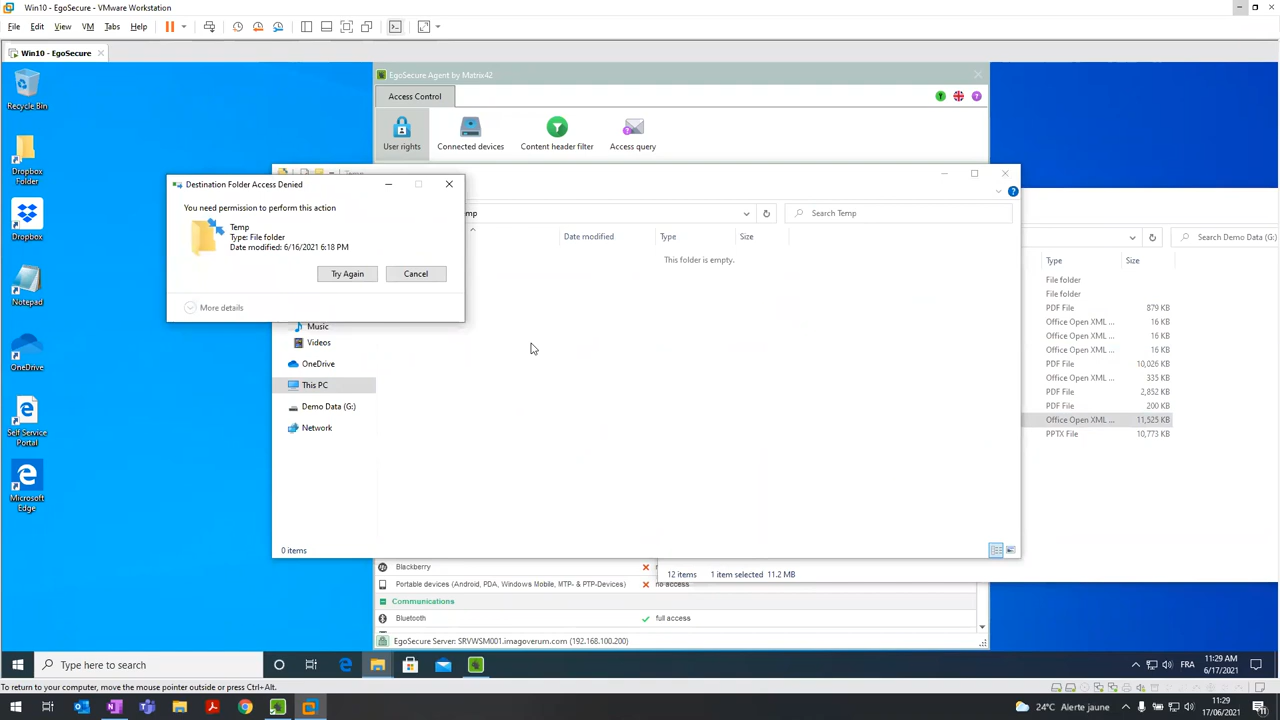 Win10 - EgoSecure - VMware Workstation
File Edit View VM Tabs Help
Win10 - EgoSecure
Recycle Bin
Dropbox
Folder
Dropbox
Notepad
OneDrive
Self Service
Portal
Microsoft
Edge
EgoSecure Agent by Matrix42
Access Control
User rights Connected devices Content header filter Access query
Temp
Destination Folder Access Denied
You need permission to perform this action
Temp
Type: File folder
Date modified: 6/16/2021 6:18 PM
Try Again Cancel
More details
mp
Search Temp
Date modified Type Size
This folder is empty.
Music
Videos
OneDrive
This PC
Demo Data (G:)
Network
0 items
Search Demo Data (G:)
Type Size
File folder
File folder
PDF File 879 KB
Office Open XML ... 16 KB
Office Open XML ... 16 KB
Office Open XML ... 16 KB
PDF File 10,026 KB
Office Open XML ... 335 KB
PDF File 2,852 KB
PDF File 200 KB
Office Open XML ... 11,525 KB
PPTX File 10,773 KB
12 items 1 item selected 11.2 MB
Blackberry
Portable devices (Android, PDA, Windows Mobile, MTP- & PTP-Devices) no access
Communications
Bluetooth full access
EgoSecure Server: SRVWSM001.imagoverum.com (192.168.100.200)
Type here to search
FRA
11:29 AM
6/17/2021
To return to your computer, move the mouse pointer outside or press Ctrl+Alt.
24°C Alerte jaune
11:29
17/06/2021